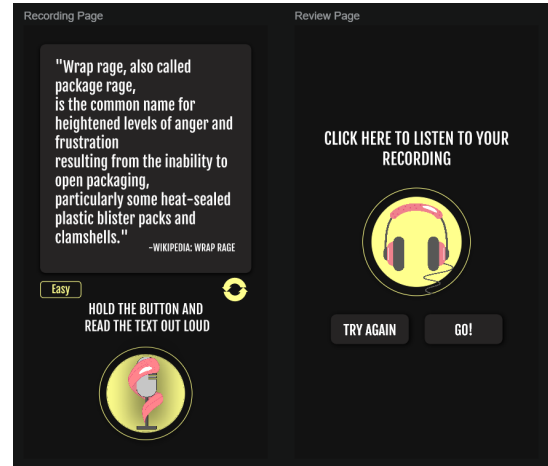 Recording Page
"Wrap rage, also called
package rage,
is the common name for
heightened levels of anger and
frustration
resulting from the inability to
open packaging,
particularly some heat-sealed
plastic blister packs and
clamshells."
-WIKIPEDIA: WRAP RAGE
Easy
HOLD THE BUTTON AND
READ THE TEXT OUT LOUD
Review Page
CLICK HERE TO LISTEN TO YOUR
RECORDING
TRY AGAIN
GO!